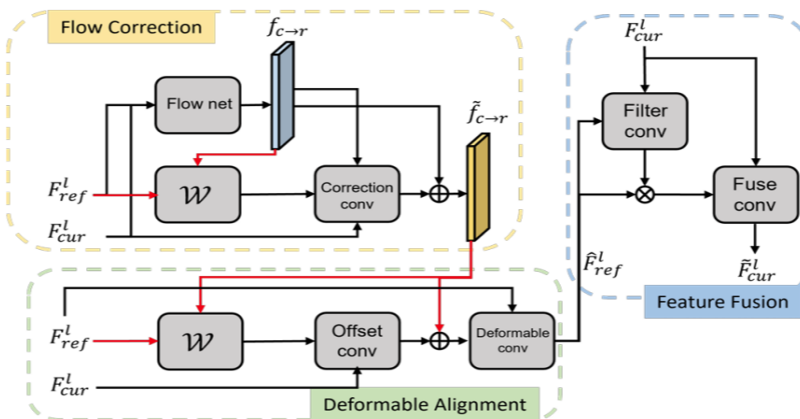 Flow Correction
f_{c→r}
F^l_{cur}
Flow net
Filter
conv
f̃_{c→r}
F^l_{ref}
𝒲
Correction
conv
⊕
⊗
Fuse
conv
F^l_{cur}
F̂^l_{ref}
F̃^l_{cur}
Feature Fusion
F^l_{ref}
𝒲
Offset
conv
⊕
Deformable
conv
F^l_{cur}
Deformable Alignment